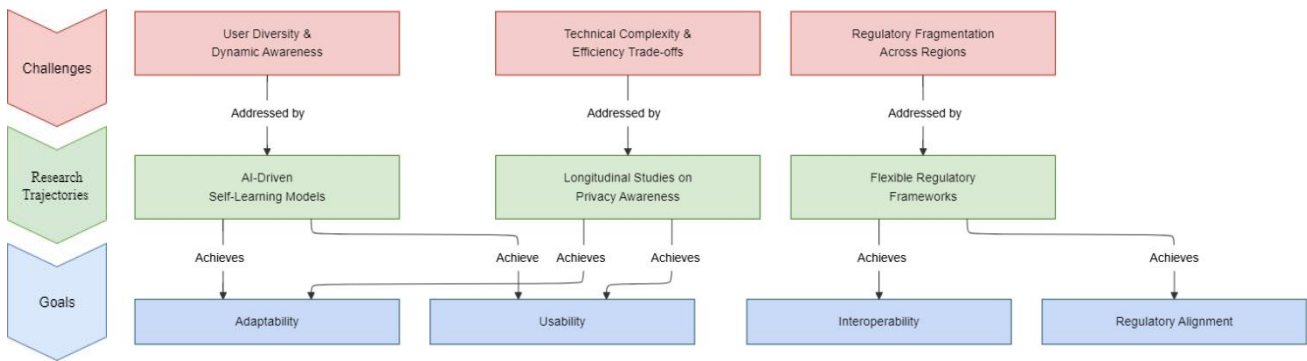 Challenges
User Diversity &
Dynamic Awareness
Technical Complexity &
Efficiency Trade-offs
Regulatory Fragmentation
Across Regions
Addressed by
Addressed by
Addressed by
Research
Trajectories
AI-Driven
Self-Learning Models
Longitudinal Studies on
Privacy Awareness
Flexible Regulatory
Frameworks
Achieves
Achieve
Achieves
Achieves
Achieves
Achieves
Goals
Adaptability
Usability
Interoperability
Regulatory Alignment